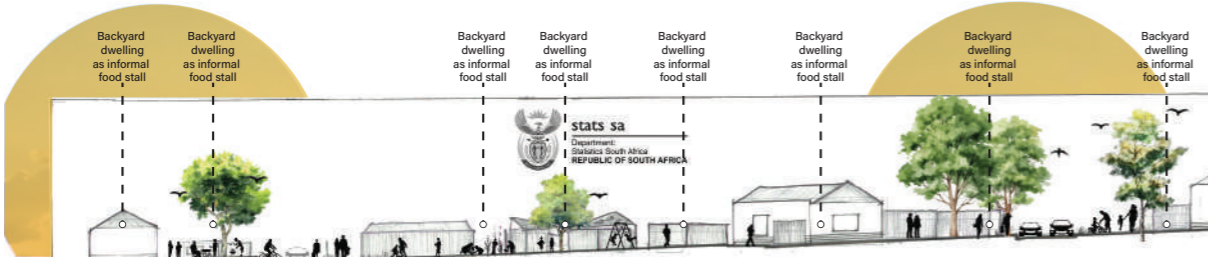 Backyard
dwelling
as informal
food stall
Backyard
dwelling
as informal
food stall
Backyard
dwelling
as informal
food stall
Backyard
dwelling
as informal
food stall
Backyard
dwelling
as informal
food stall
Backyard
dwelling
as informal
food stall
Backyard
dwelling
as informal
food stall
Backyard
dwelling
as informal
food stall
stats sa
Department:
Statistics South Africa
REPUBLIC OF SOUTH AFRICA